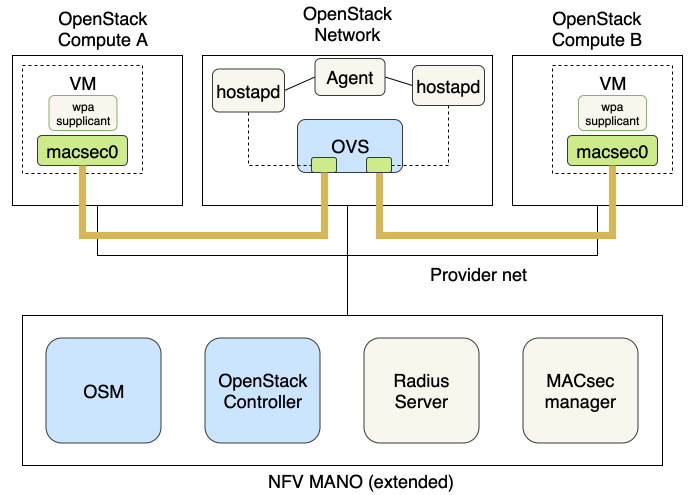 OpenStack
Compute A
OpenStack
Network
OpenStack
Compute B
VM
wpa
supplicant
macsec0
hostapd
Agent
hostapd
OVS
VM
wpa
supplicant
macsec0
Provider net
OSM
OpenStack
Controller
Radius
Server
MACsec
manager
NFV MANO (extended)